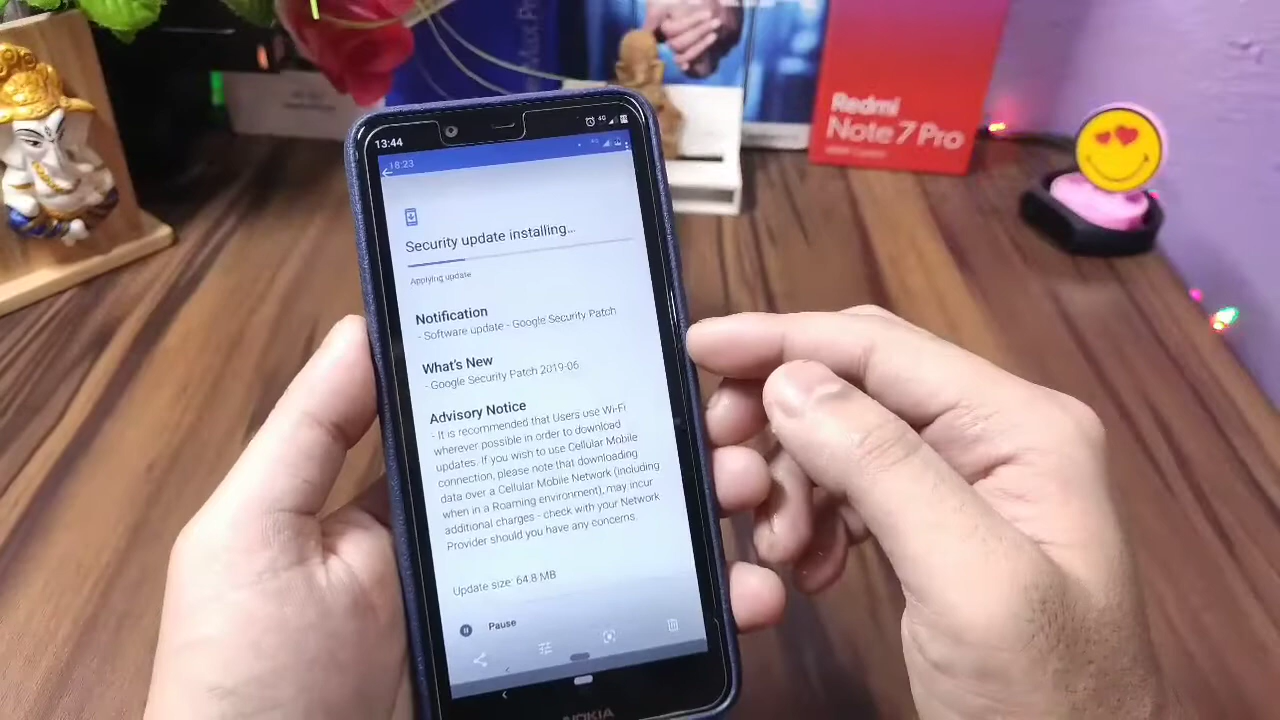 Redmi
Note 7 Pro
13:44
4G
18:23
Security update installing...
Applying update
Notification
- Software update - Google Security Patch
What's New
- Google Security Patch 2019-06
Advisory Notice
- It is recommended that Users use Wi-Fi
wherever possible in order to download
updates. If you wish to use Cellular Mobile
connection, please note that downloading
data over a Cellular Mobile Network (including
when in a Roaming environment), may incur
additional charges - check with your Network
Provider should you have any concerns.
Update size: 64.8 MB
Pause
NOKIA